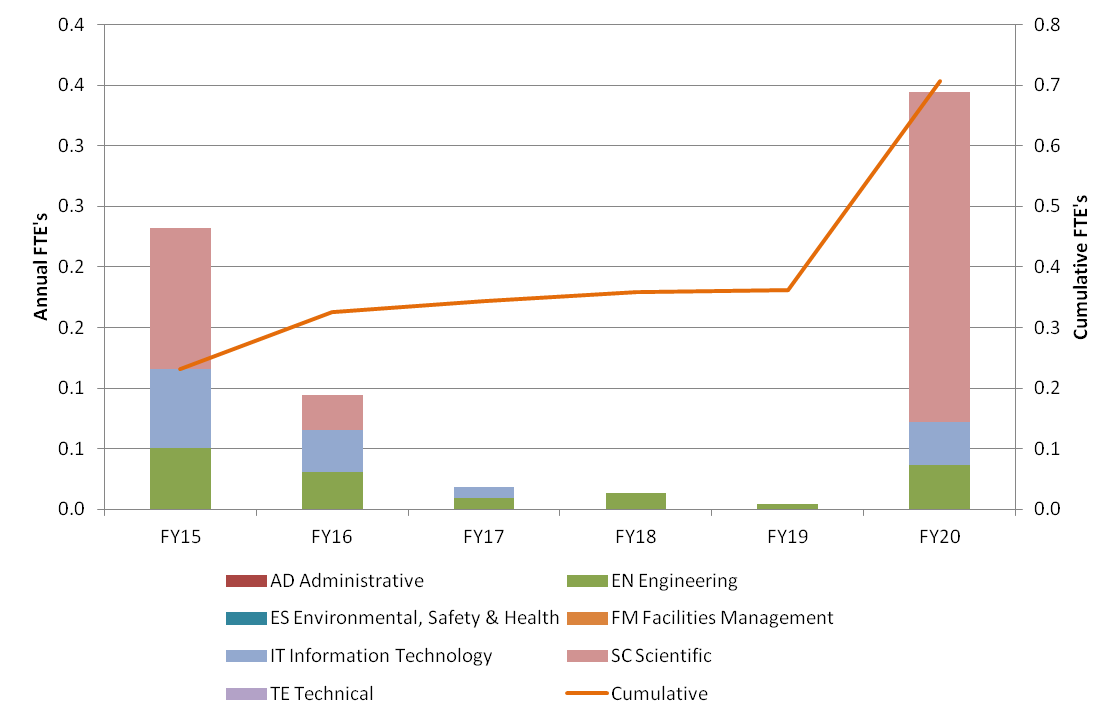 0.4 0.8
0.4 0.7
0.3 0.6
0.3 0.5
0.2 0.4
0.2 0.3
0.1 0.2
0.1 0.1
0.0 0.0
Annual FTE's
Cumulative FTE's
FY15 FY16 FY17 FY18 FY19 FY20
AD Administrative EN Engineering
ES Environmental, Safety & Health FM Facilities Management
IT Information Technology SC Scientific
TE Technical Cumulative